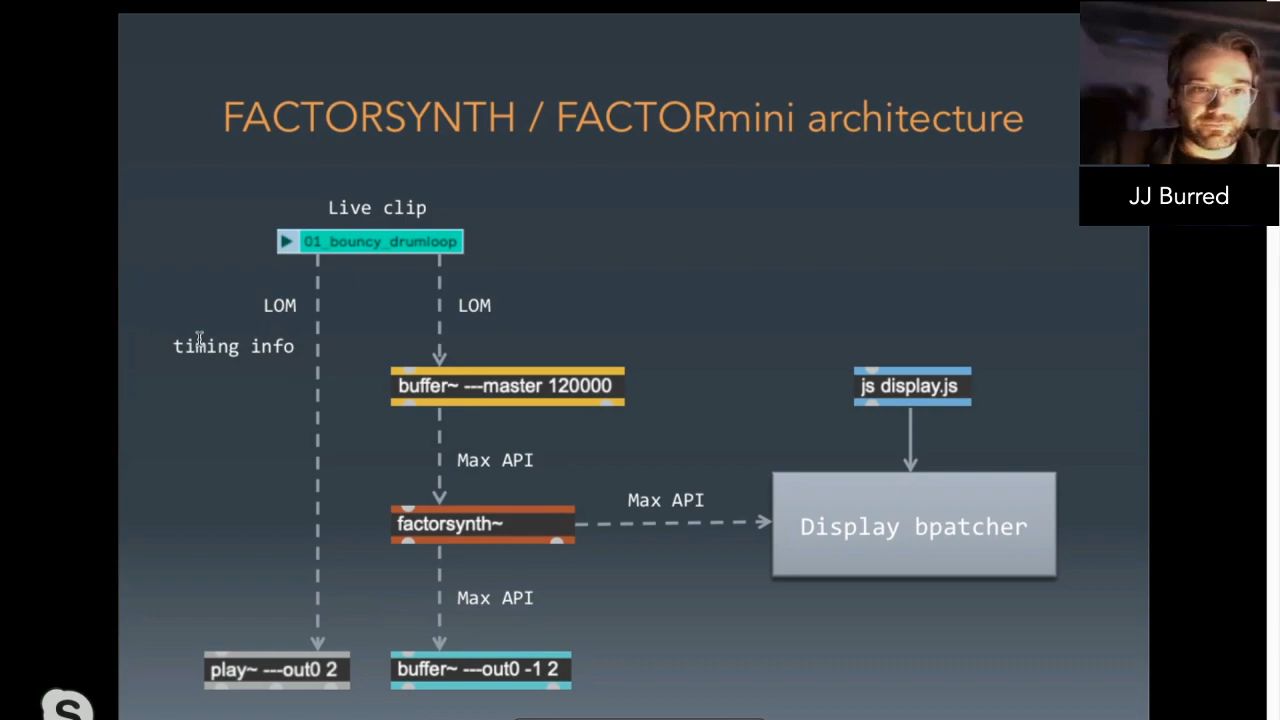 FACTORSYNTH / FACTORmini architecture
JJ Burred
Live clip
01_bouncy_drumloop
LOM
LOM
timing info
buffer~ ---master 120000
js display.js
Max API
Max API
factorsynth~
Display bpatcher
Max API
play~ ---out0 2
buffer~ ---out0 -1 2
S